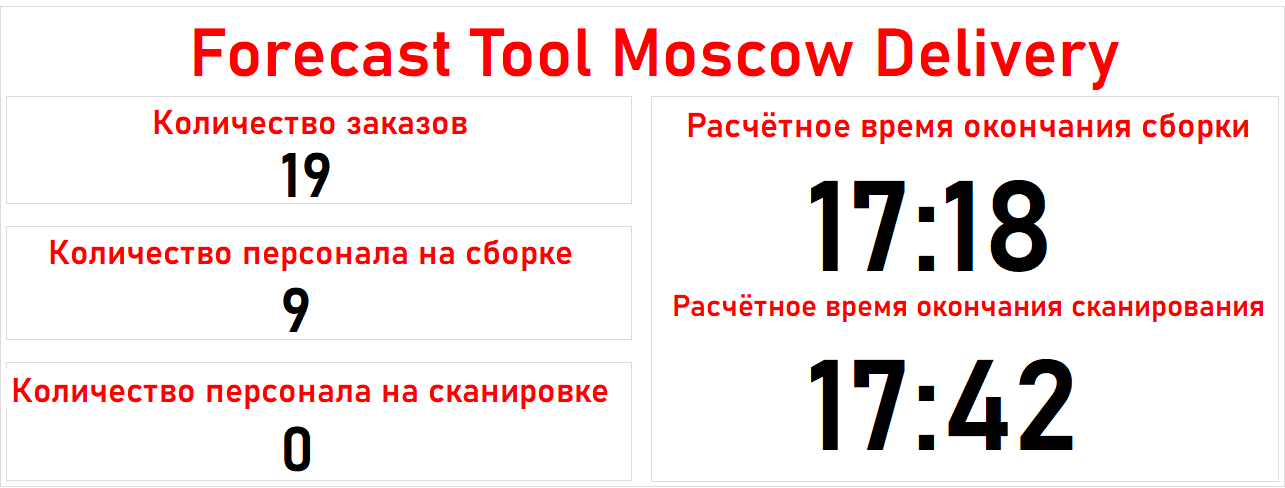 Forecast Tool Moscow Delivery
Количество заказов
19
Количество персонала на сборке
9
Количество персонала на сканировке
0
Расчётное время окончания сборки
17:18
Расчётное время окончания сканирования
17:42